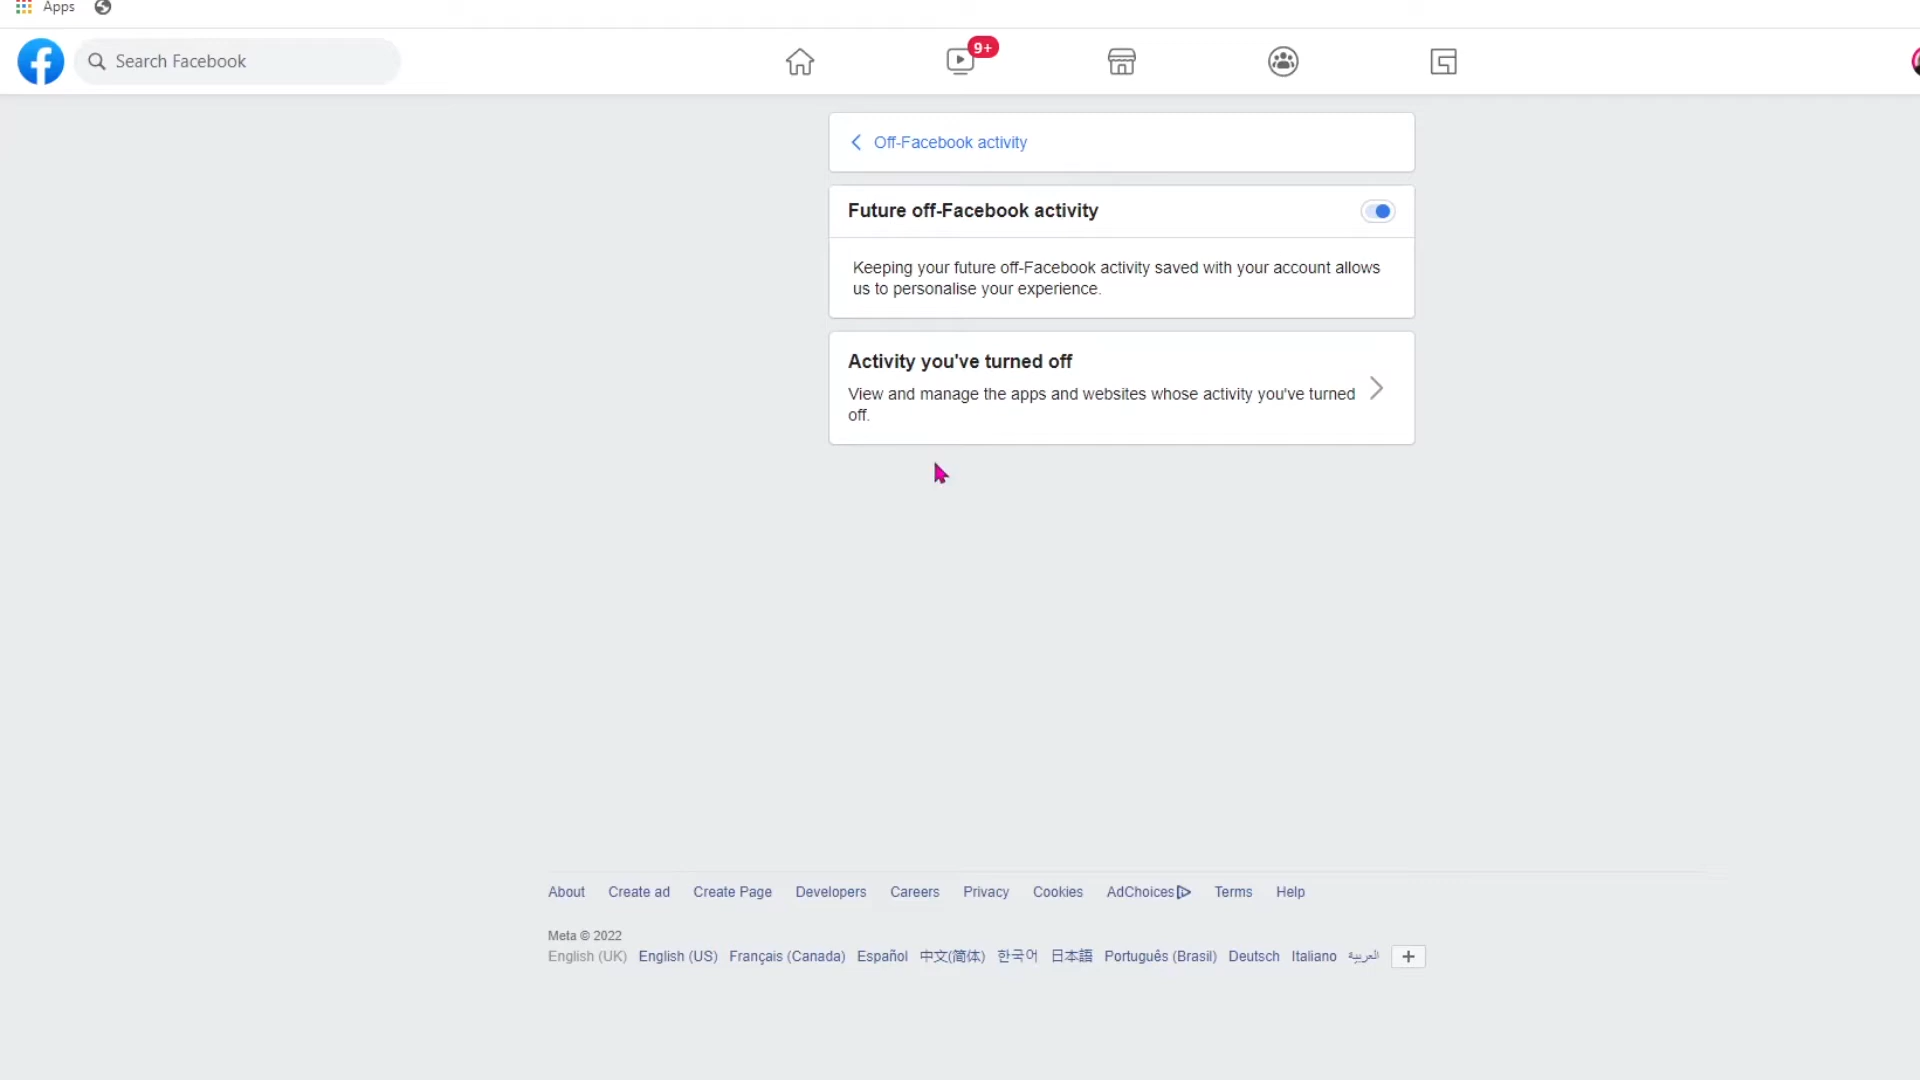 Apps
Search Facebook
9+
Off-Facebook activity
Future off-Facebook activity
Keeping your future off-Facebook activity saved with your account allows
us to personalise your experience.
Activity you've turned off
View and manage the apps and websites whose activity you've turned
off.
About Create ad Create Page Developers Careers Privacy Cookies AdChoices Terms Help
Meta © 2022
English (UK) English (US) Français (Canada) Español 中文(简体) 한국어 日本語 Português (Brasil) Deutsch Italiano العربية +